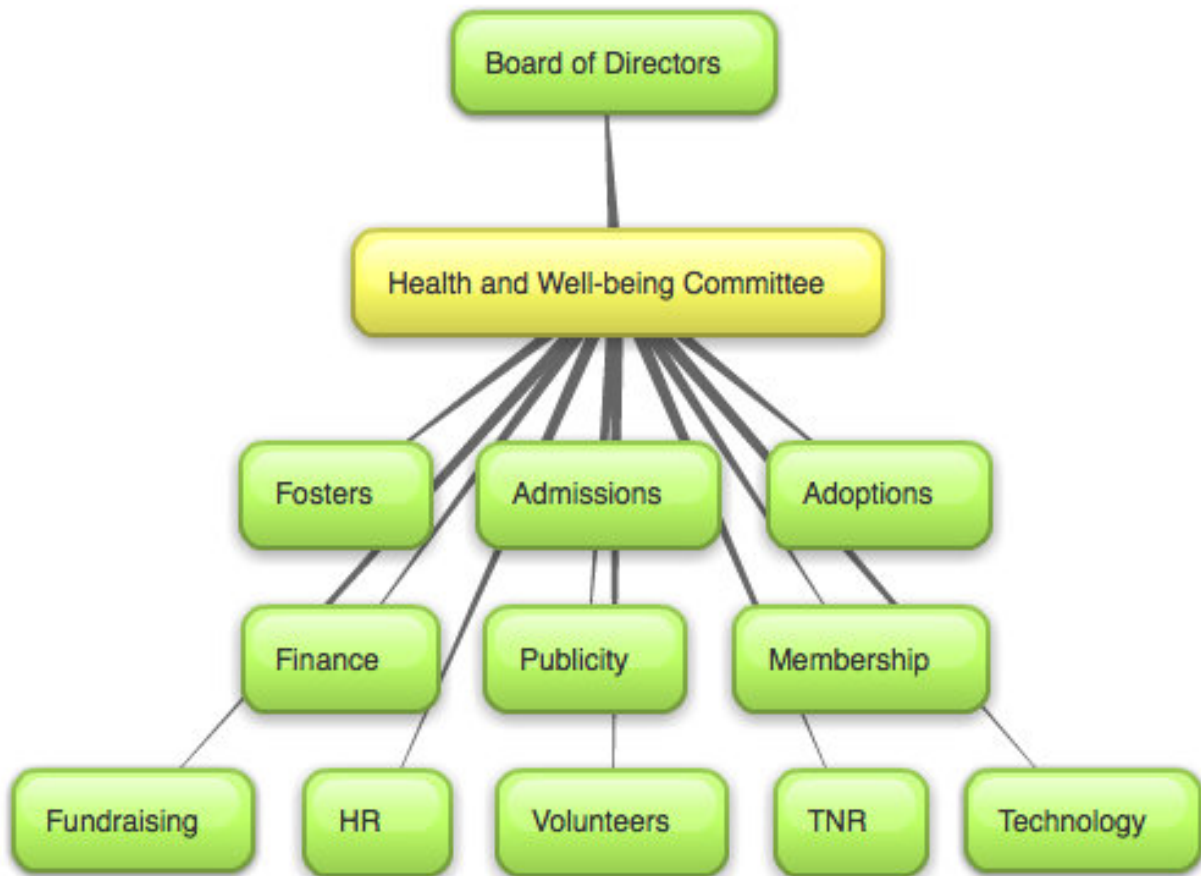 Board of Directors
Health and Well-being Committee
Fosters
Admissions
Adoptions
Finance
Publicity
Membership
Fundraising
HR
Volunteers
TNR
Technology